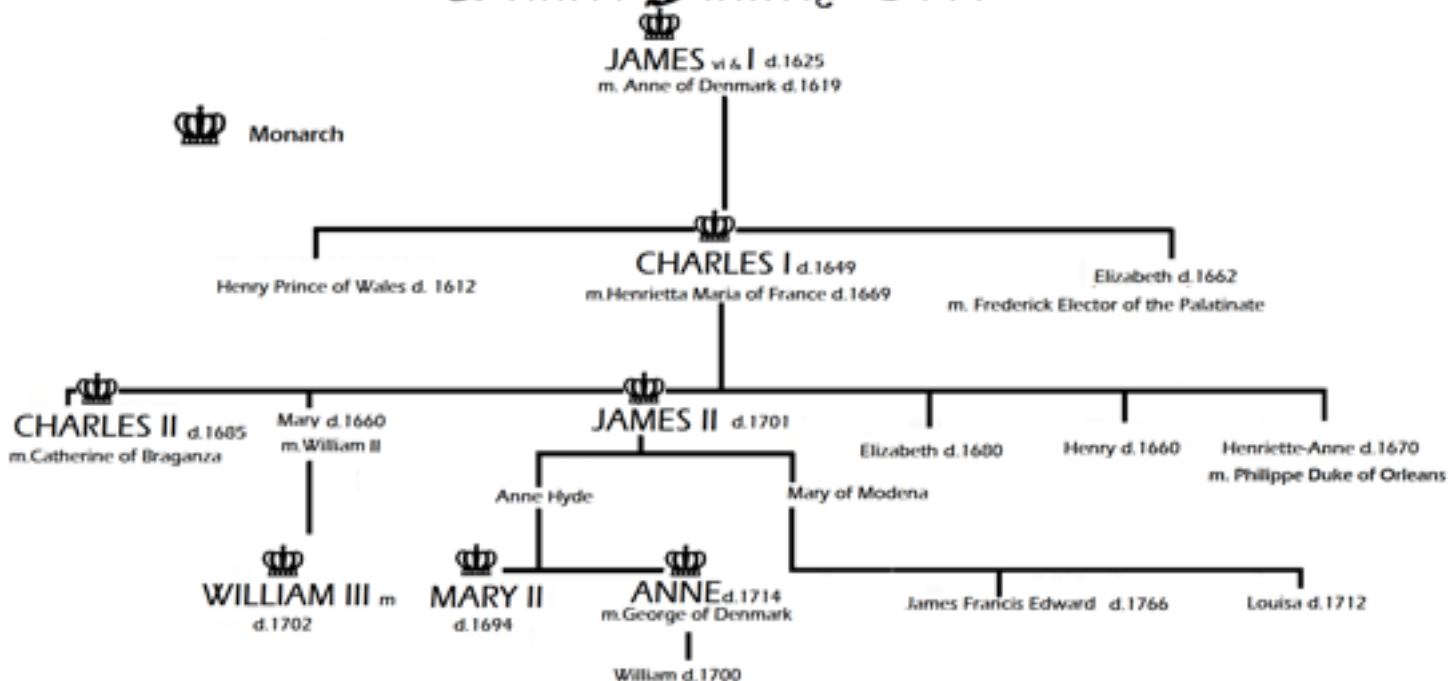 JAMES vi & I d.1625
m. Anne of Denmark d.1619
Monarch
CHARLES I d.1649
m.Henrietta Maria of France d.1669
Henry Prince of Wales d. 1612
Elizabeth d.1662
m. Frederick Elector of the Palatinate
CHARLES II d.1685
m.Catherine of Braganza
Mary d.1660
m.William II
JAMES II d.1701
Elizabeth d.1680
Henry d.1660
Henriette-Anne d.1670
m. Philippe Duke of Orleans
Anne Hyde
Mary of Modena
WILLIAM III m
d.1702
MARY II
d.1694
ANNE d.1714
m.George of Denmark
James Francis Edward d.1766
Louisa d.1712
William d.1700